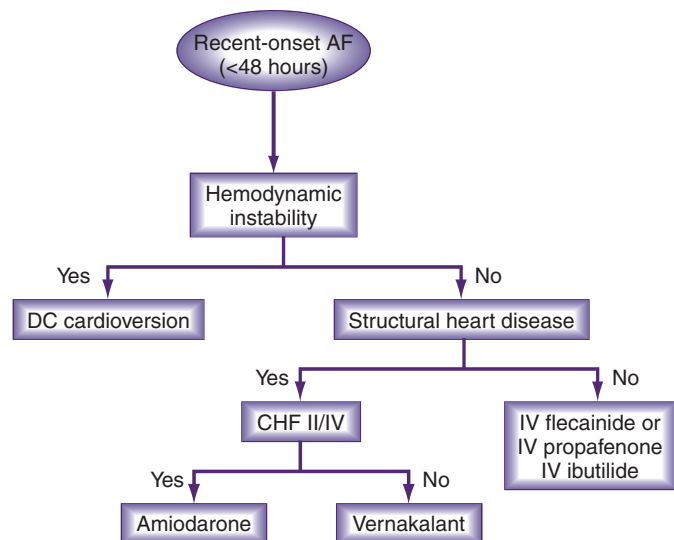 Recent-onset AF
(<48 hours)
Hemodynamic
instability
Yes
No
DC cardioversion
Structural heart disease
Yes
No
CHF II/IV
IV flecainide or
IV propafenone
IV ibutilide
Yes
No
Amiodarone
Vernakalant